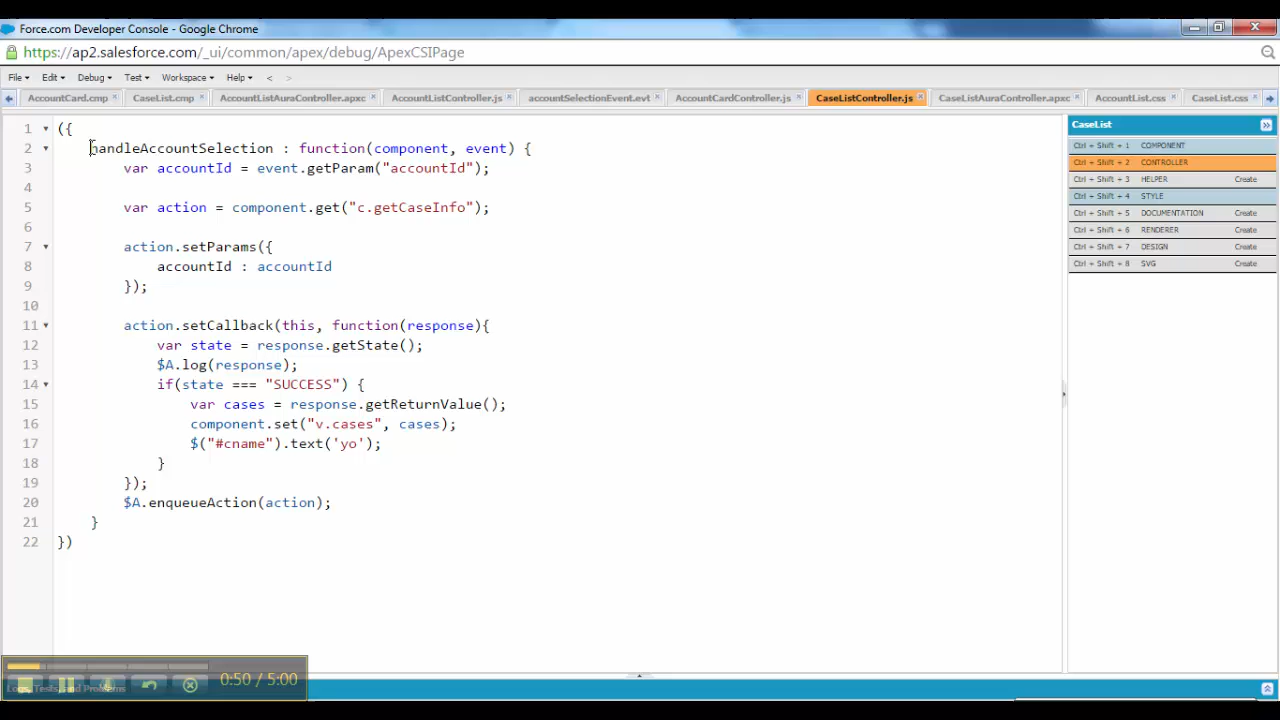 Force.com Developer Console - Google Chrome
https://ap2.salesforce.com/_ui/common/apex/debug/ApexCSIPage
File Edit Debug Test Workspace Help < >
AccountCard.cmp CaseList.cmp AccountListAuraController.apxc AccountListController.js accountSelectionEvent.evt AccountCardController.js CaseListController.js CaseListAuraController.apxc AccountList.css CaseList.css
1 ({
2 handleAccountSelection : function(component, event) {
3 var accountId = event.getParam("accountId");
4
5 var action = component.get("c.getCaseInfo");
6
7 action.setParams({
8 accountId : accountId
9 });
10
11 action.setCallback(this, function(response){
12 var state = response.getState();
13 $A.log(response);
14 if(state === "SUCCESS") {
15 var cases = response.getReturnValue();
16 component.set("v.cases", cases);
17 $("#cname").text('yo');
18 }
19 });
20 $A.enqueueAction(action);
21 }
22 })
CaseList
Ctrl + Shift + 1 COMPONENT
Ctrl + Shift + 2 CONTROLLER
Ctrl + Shift + 3 HELPER Create
Ctrl + Shift + 4 STYLE
Ctrl + Shift + 5 DOCUMENTATION Create
Ctrl + Shift + 6 RENDERER Create
Ctrl + Shift + 7 DESIGN Create
Ctrl + Shift + 8 SVG Create
Logs, Tests, and Problems
0:50 / 5:00